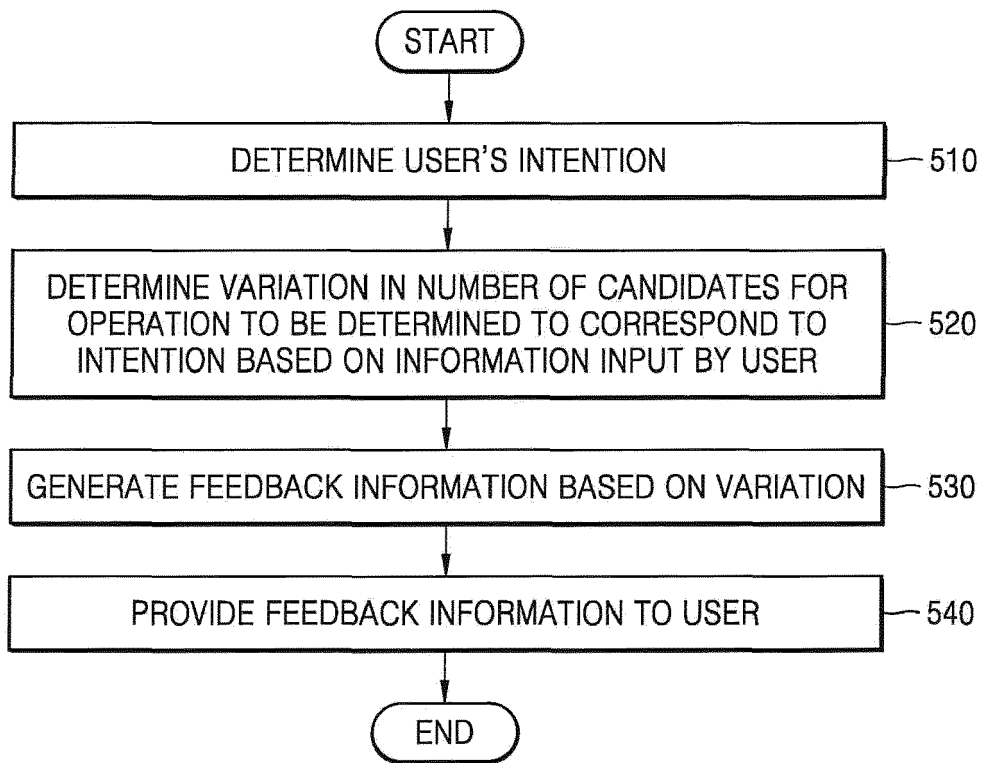 START
DETERMINE USER'S INTENTION
510
DETERMINE VARIATION IN NUMBER OF CANDIDATES FOR
OPERATION TO BE DETERMINED TO CORRESPOND TO
INTENTION BASED ON INFORMATION INPUT BY USER
520
GENERATE FEEDBACK INFORMATION BASED ON VARIATION
530
PROVIDE FEEDBACK INFORMATION TO USER
540
END